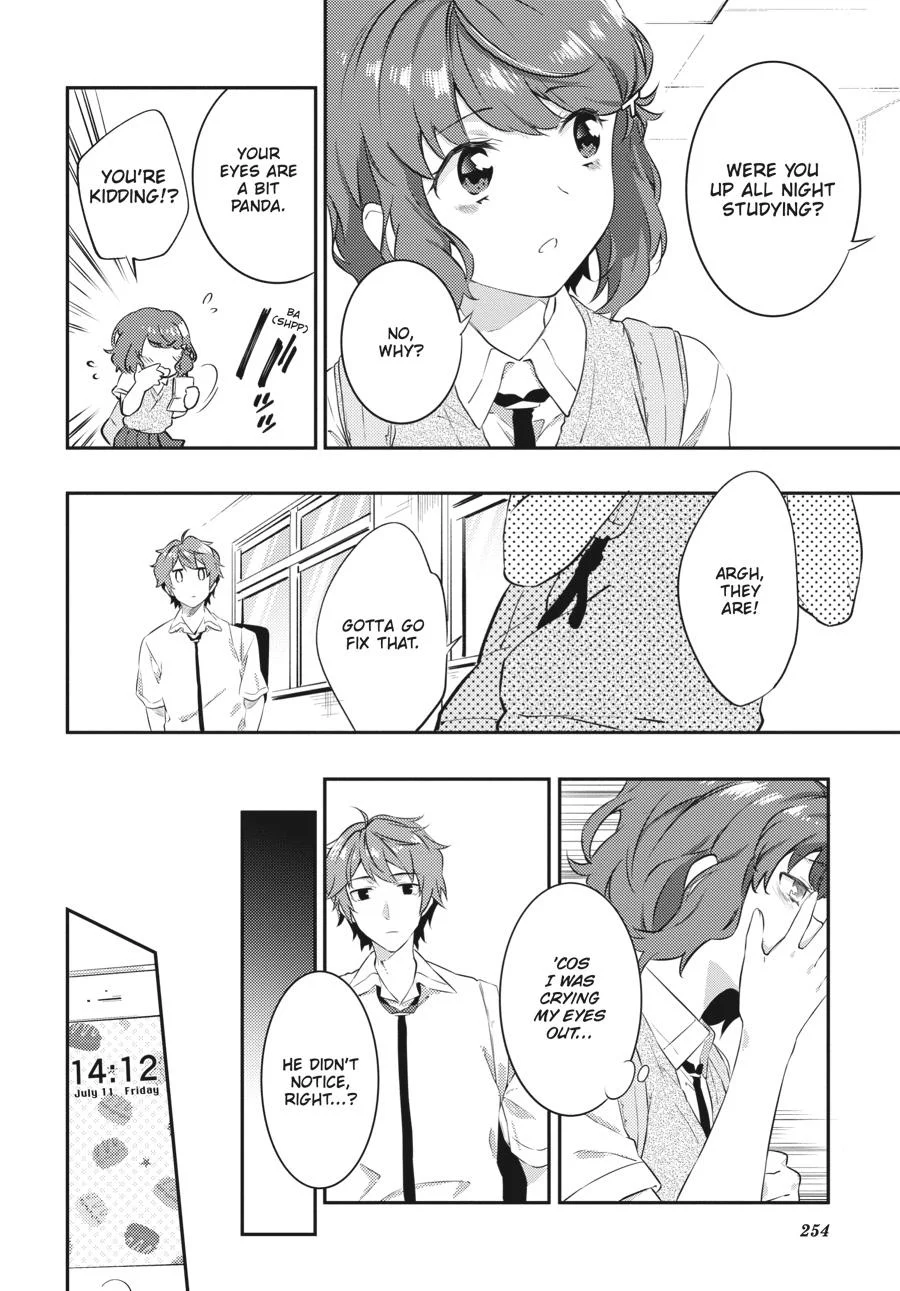 WERE YOU
UP ALL NIGHT
STUDYING?
NO,
WHY?
YOUR
EYES ARE
A BIT
PANDA.
YOU'RE
KIDDING!?
BA
(SHPP)
ARGH,
THEY
ARE!
GOTTA GO
FIX THAT.
'COS
I WAS
CRYING
MY EYES
OUT...
HE DIDN'T
NOTICE,
RIGHT...?
14:12
July 11 Friday
254